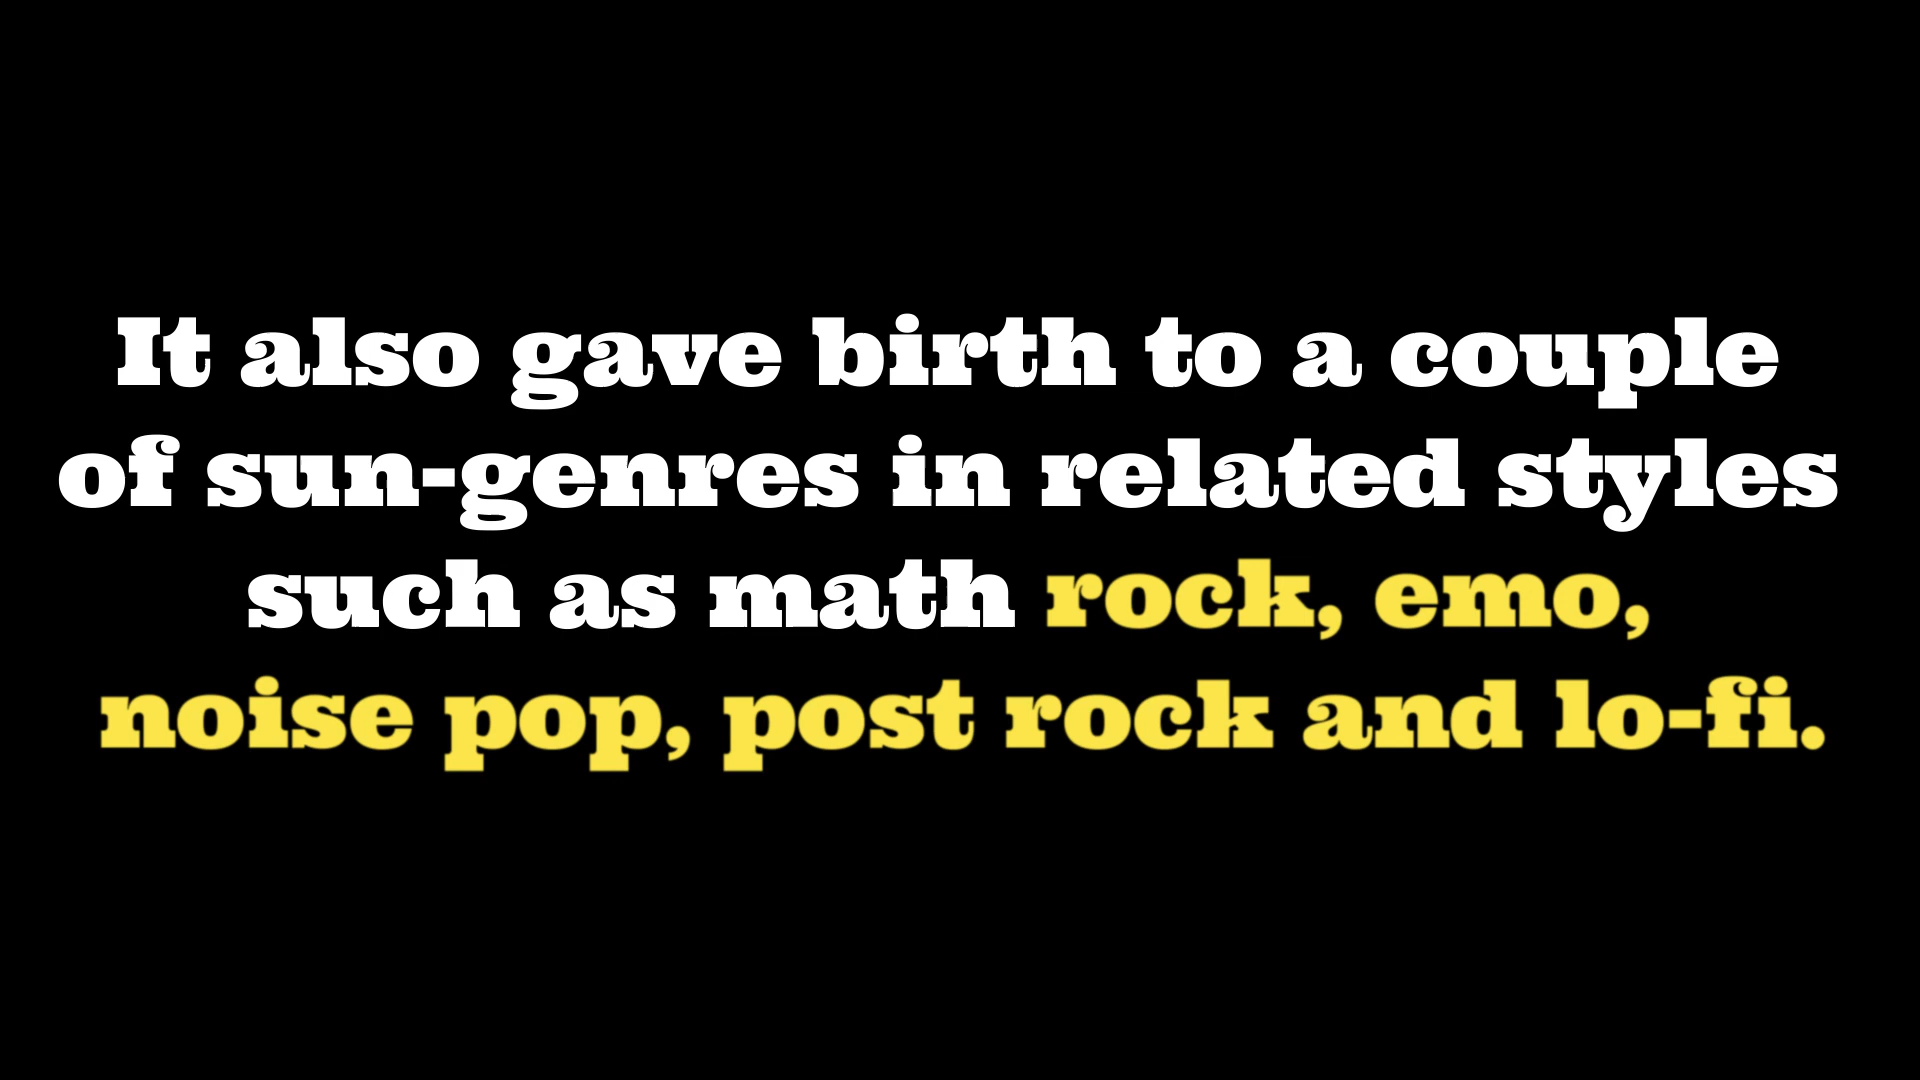 It also gave birth to a couple
of sun-genres in related styles
such as math rock, emo,
noise pop, post rock and lo-fi.